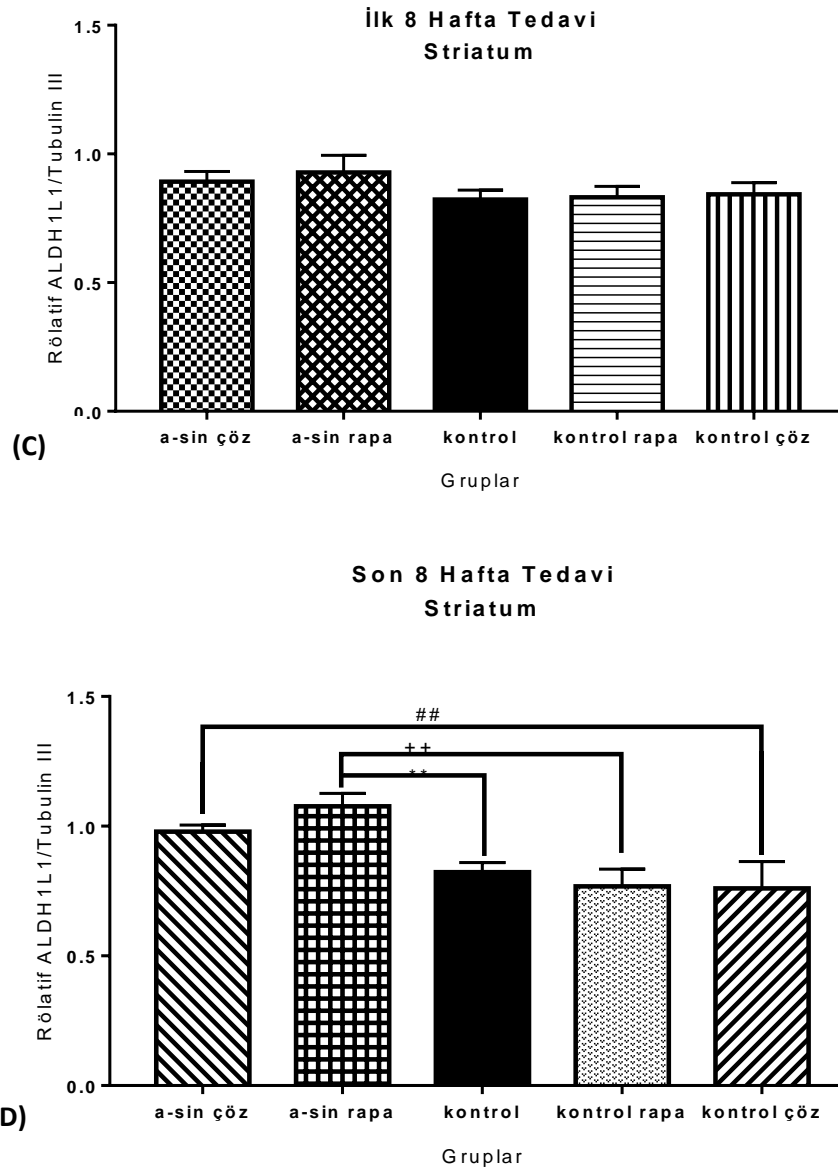 İlk 8 Hafta Tedavi
Striatum
Rölatif ALDH1L1/Tubulin III
1.5
1.0
0.5
0.0
a-sin çöz a-sin rapa kontrol kontrol rapa kontrol çöz
(C)
Gruplar
Son 8 Hafta Tedavi
Striatum
Rölatif ALDH1L1/Tubulin III
1.5
##
++
**
1.0
0.5
0.0
a-sin çöz a-sin rapa kontrol kontrol rapa kontrol çöz
D)
Gruplar